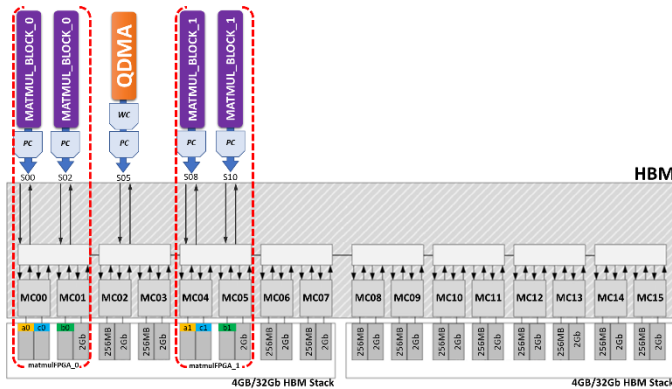 MATMUL_BLOCK_0 MATMUL_BLOCK_0 QDMA MATMUL_BLOCK_1 MATMUL_BLOCK_1
WC
PC PC PC PC PC
S00 S02 S05 S08 S10
HBM
MC00 MC01 MC02 MC03 MC04 MC05 MC06 MC07 MC08 MC09 MC10 MC11 MC12 MC13 MC14 MC15
a0 c0 b0 a1 c1 b1
2Gb 256MB 2Gb 256MB 2Gb 2Gb 256MB 2Gb 256MB 2Gb 256MB 2Gb 256MB 2Gb 256MB 2Gb 256MB 2Gb 256MB 2Gb 256MB 2Gb 256MB 2Gb 256MB 2Gb
matmulFPGA_0 matmulFPGA_1
4GB/32Gb HBM Stack 4GB/32Gb HBM Stack